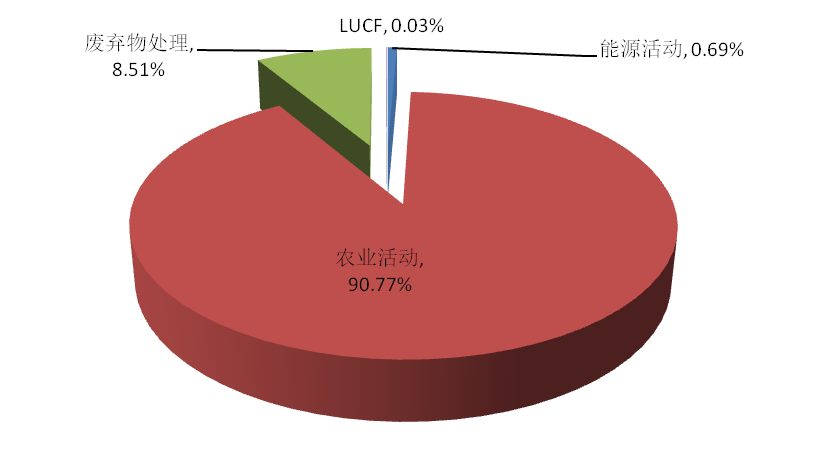 LUCF, 0.03%
废弃物处理,
8.51%
能源活动, 0.69%
农业活动,
90.77%